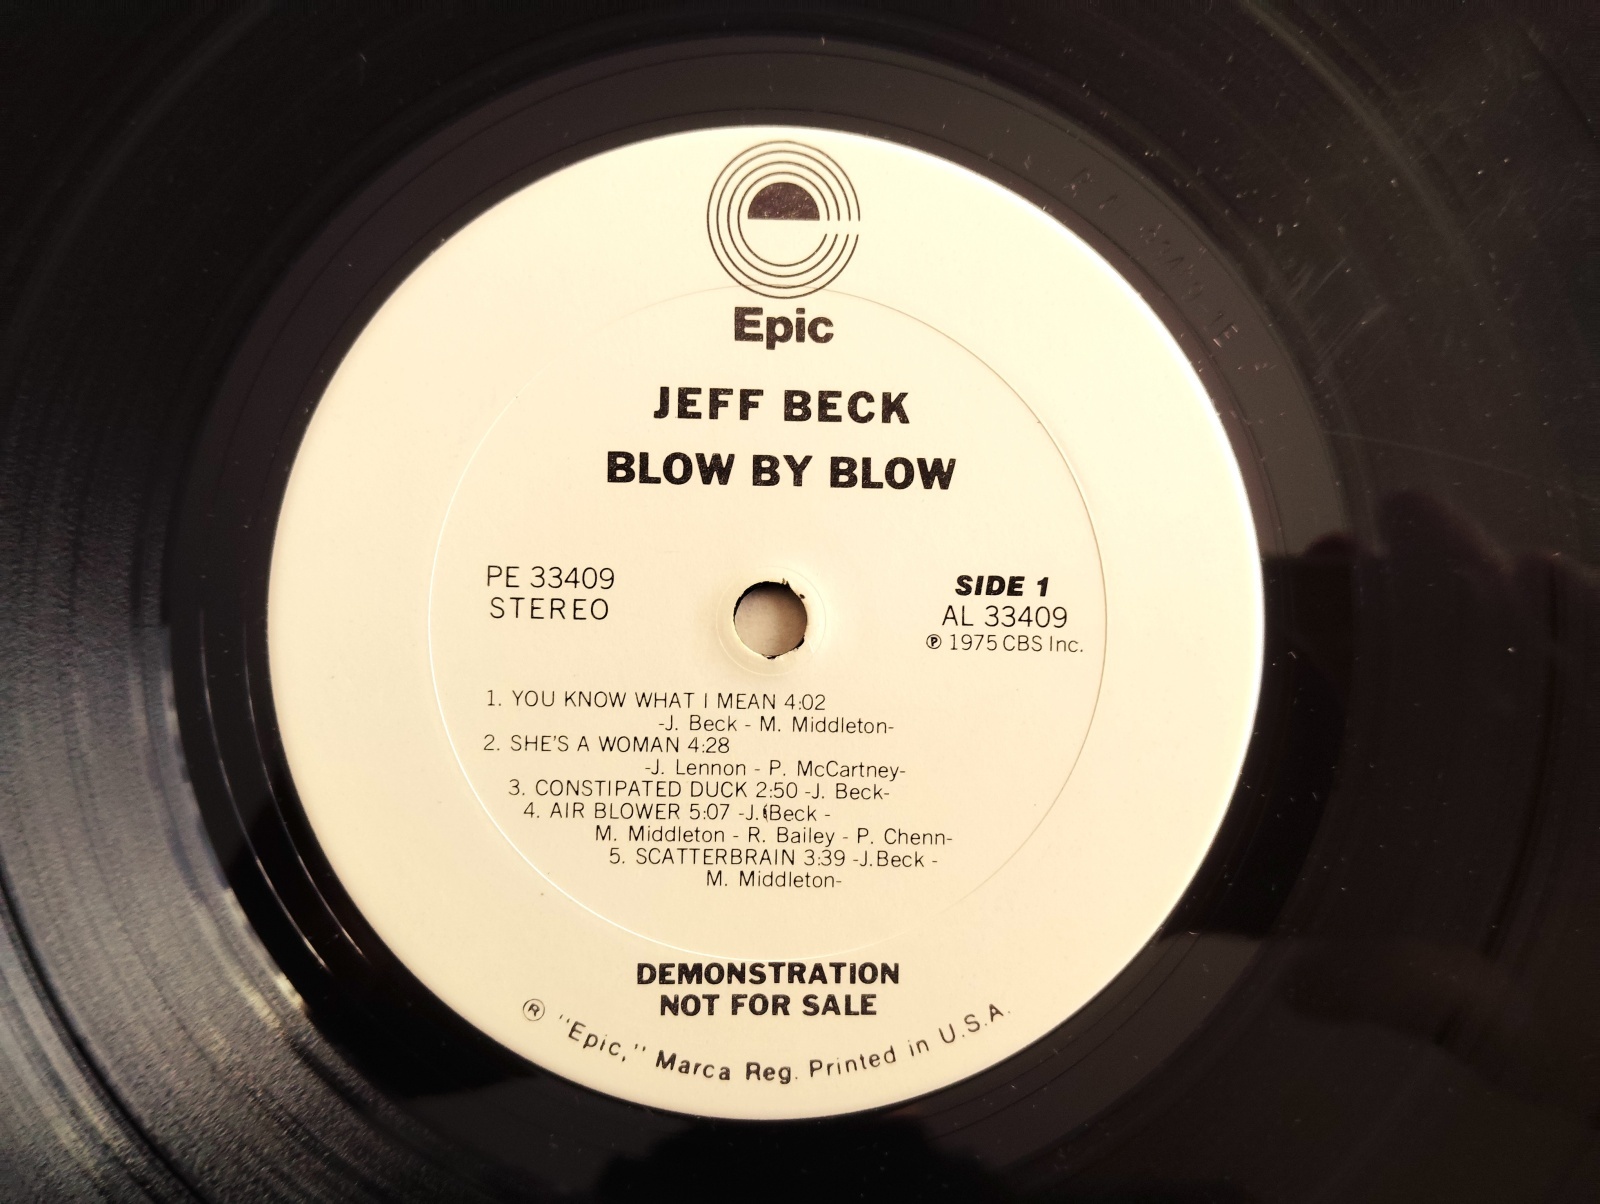 Epic
JEFF BECK
BLOW BY BLOW
PE 33409
STEREO
SIDE 1
AL 33409
℗ 1975 CBS Inc.
1. YOU KNOW WHAT I MEAN 4:02
-J. Beck - M. Middleton-
2. SHE'S A WOMAN 4:28
-J. Lennon - P. McCartney-
3. CONSTIPATED DUCK 2:50 -J. Beck-
4. AIR BLOWER 5:07 -J. Beck -
M. Middleton - R. Bailey - P. Chenn-
5. SCATTERBRAIN 3:39 -J.Beck -
M. Middleton-
DEMONSTRATION
NOT FOR SALE
® "Epic," Marca Reg. Printed in U.S.A.